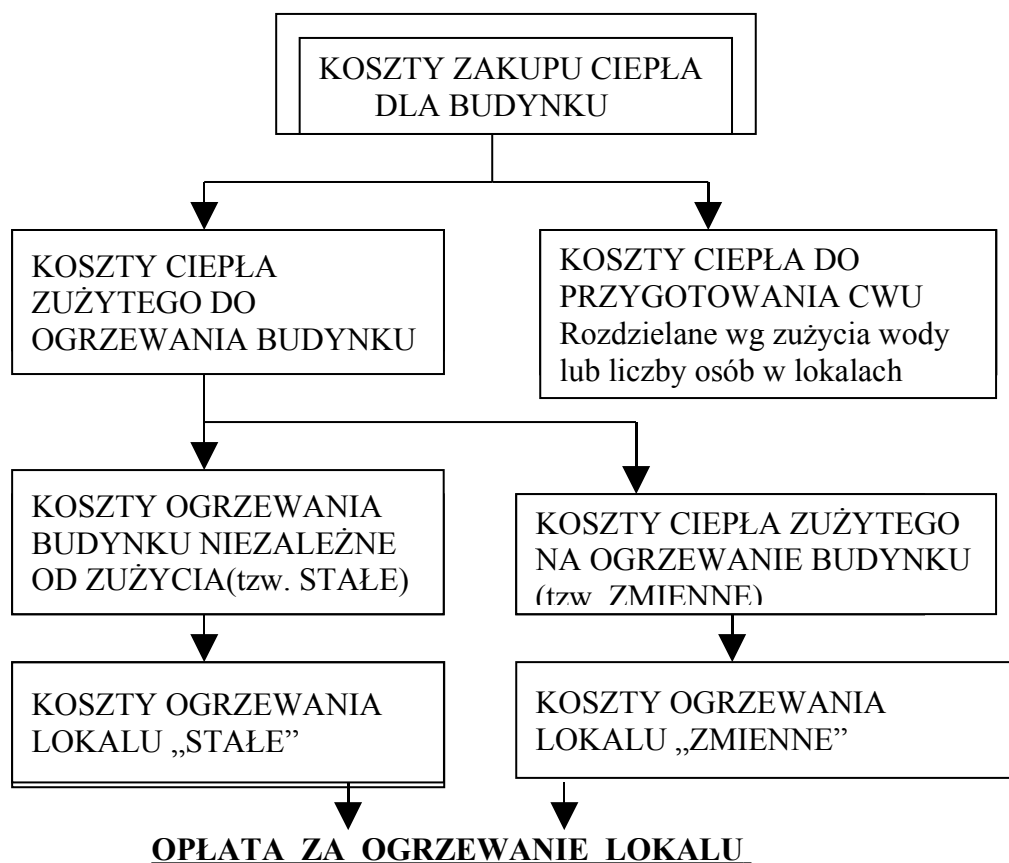 KOSZTY ZAKUPU CIEPŁA
DLA BUDYNKU
KOSZTY CIEPŁA
ZUŻYTEGO DO
OGRZEWANIA BUDYNKU
KOSZTY CIEPŁA DO
PRZYGOTOWANIA CWU
Rozdzielane wg zużycia wody
lub liczby osób w lokalach
KOSZTY OGRZEWANIA
BUDYNKU NIEZALEŻNE
OD ZUŻYCIA(tzw. STAŁE)
KOSZTY CIEPŁA ZUŻYTEGO
NA OGRZEWANIE BUDYNKU
(tzw. ZMIENNE)
KOSZTY OGRZEWANIA
LOKALU „STAŁE”
KOSZTY OGRZEWANIA
LOKALU „ZMIENNE”
OPŁATA ZA OGRZEWANIE LOKALU